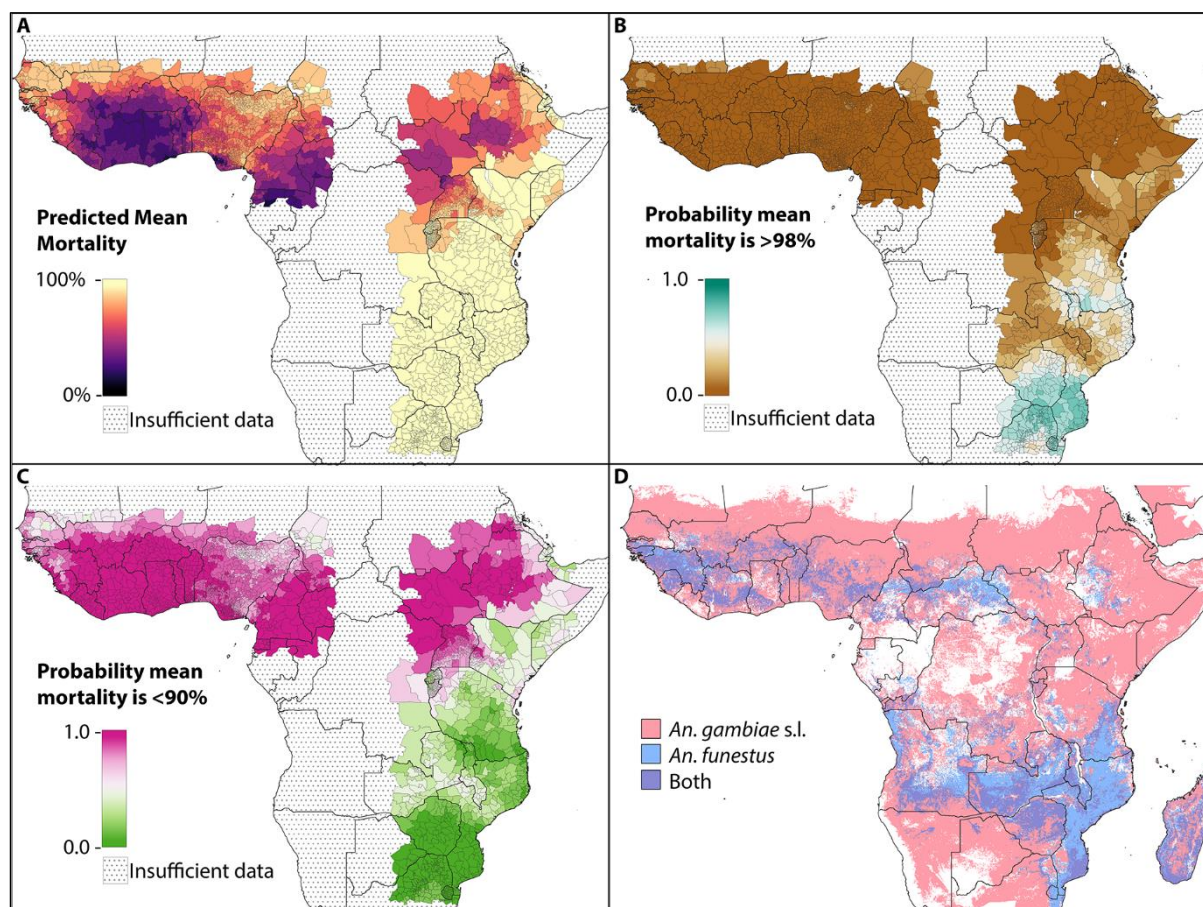 A
Predicted Mean
Mortality
100%
0%
Insufficient data
B
Probability mean
mortality is >98%
1.0
0.0
Insufficient data
C
Probability mean
mortality is <90%
1.0
0.0
Insufficient data
D
An. gambiae s.l.
An. funestus
Both